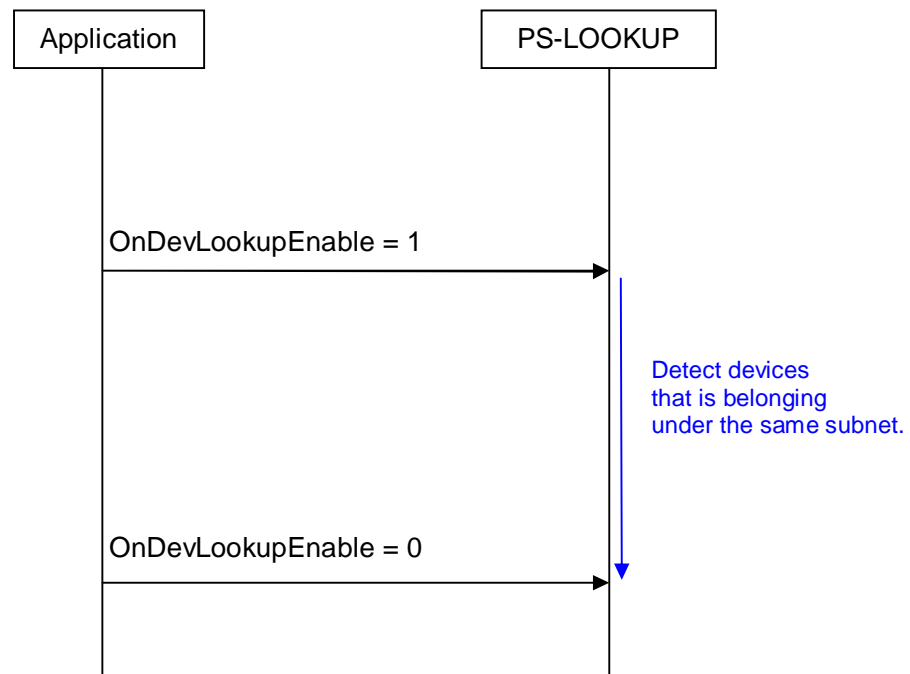 Application
PS-LOOKUP
OnDevLookupEnable = 1
Detect devices
that is belonging
under the same subnet.
OnDevLookupEnable = 0